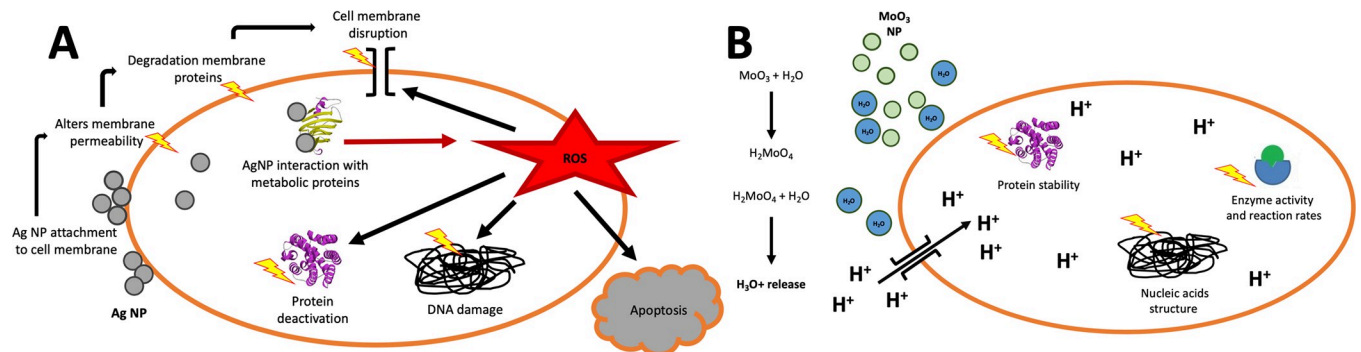 A
Cell membrane
disruption
Degradation membrane
proteins
Alters membrane
permeability
Ag NP attachment
to cell membrane
Ag NP
AgNP interaction with
metabolic proteins
ROS
Protein
deactivation
DNA damage
Apoptosis
B
MoO₃
NP
MoO₃ + H₂O
H₂MoO₄
H₂MoO₄ + H₂O
H₃O+ release
H₂O
H₂O
H₂O
H₂O
H₂O
H₂O
H⁺
H⁺
H⁺
Protein stability
Enzyme activity
and reaction rates
H⁺
H⁺
H⁺
H⁺
H⁺
H⁺
H⁺
H⁺
Nucleic acids
structure